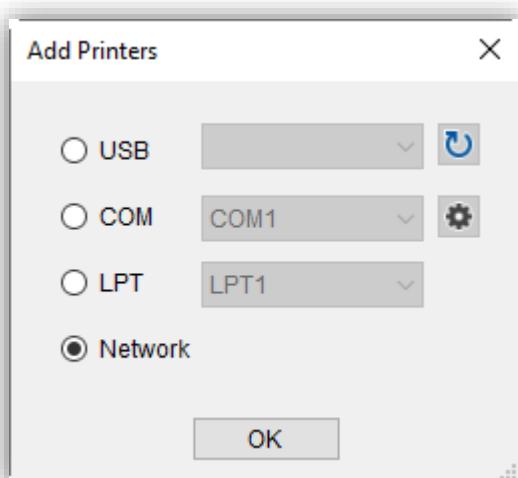 Add Printers
USB
COM COM1
LPT LPT1
Network
OK